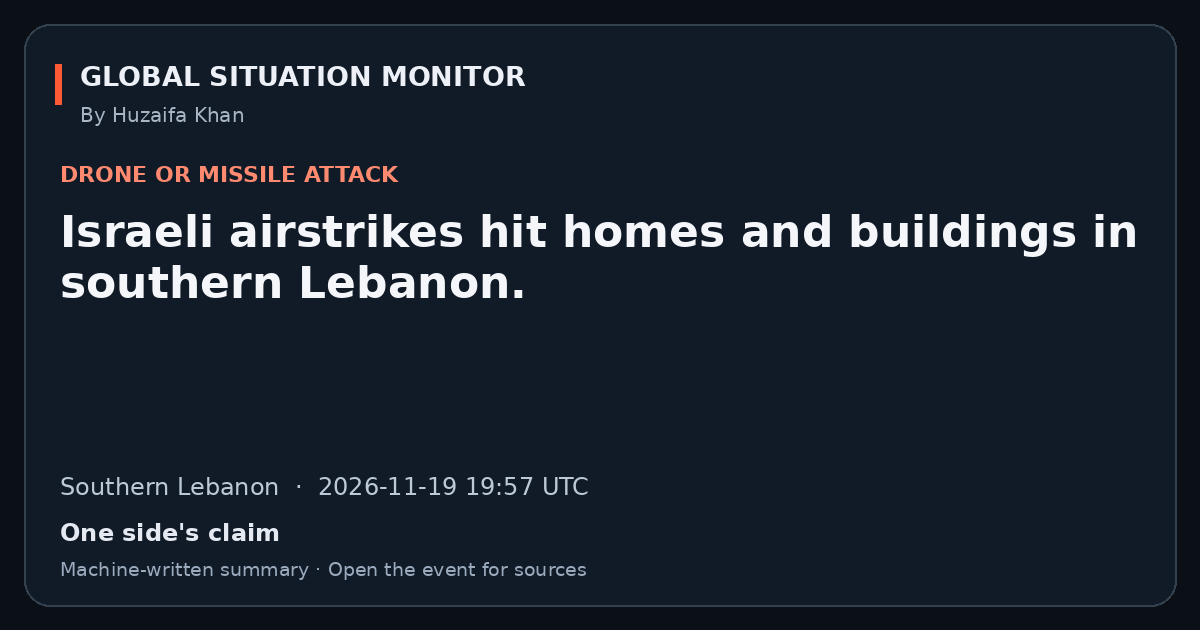 GLOBAL SITUATION MONITOR
By Huzaifa Khan
DRONE OR MISSILE ATTACK
Israeli airstrikes hit homes and buildings in
southern Lebanon.
Southern Lebanon · 2026-11-19 19:57 UTC
One side's claim
Machine-written summary · Open the event for sources